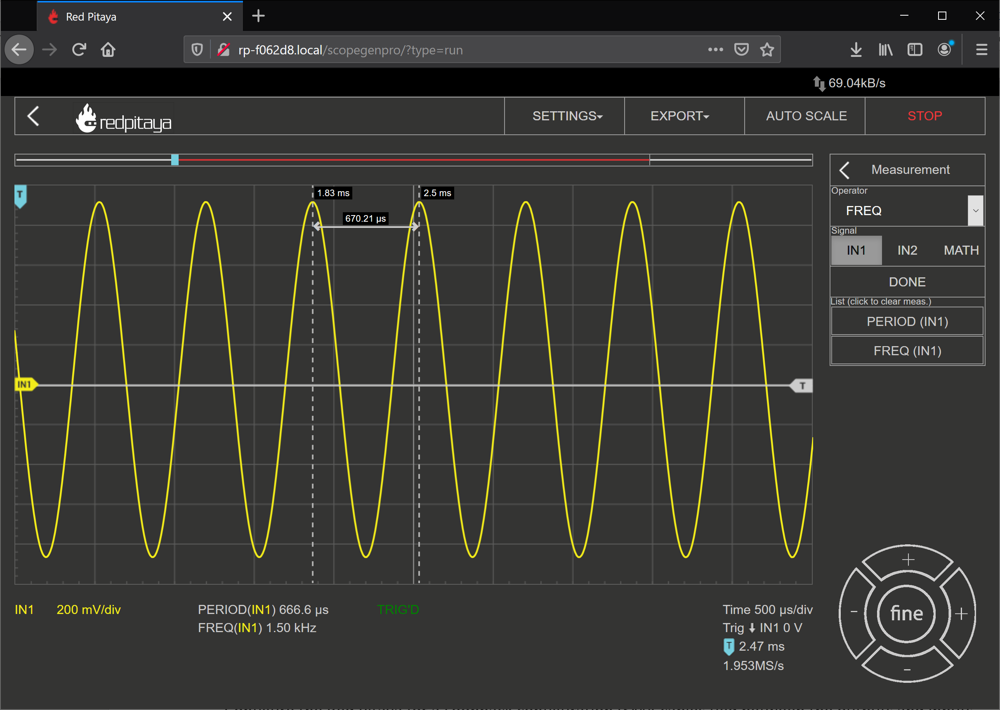 Red Pitaya
rp-f062d8.local/scopegenpro/?type=run
69.04kB/s
redpitaya
SETTINGS
EXPORT
AUTO SCALE
STOP
Measurement
Operator
FREQ
Signal
IN1 IN2 MATH
DONE
List (click to clear meas.)
PERIOD (IN1)
FREQ (IN1)
T
1.83 ms
2.5 ms
670.21 µs
IN1
T
IN1 200 mV/div
PERIOD(IN1) 666.6 µs
FREQ(IN1) 1.50 kHz
TRIG'D
Time 500 µs/div
Trig IN1 0 V
T 2.47 ms
1.953MS/s
+
- fine +
-